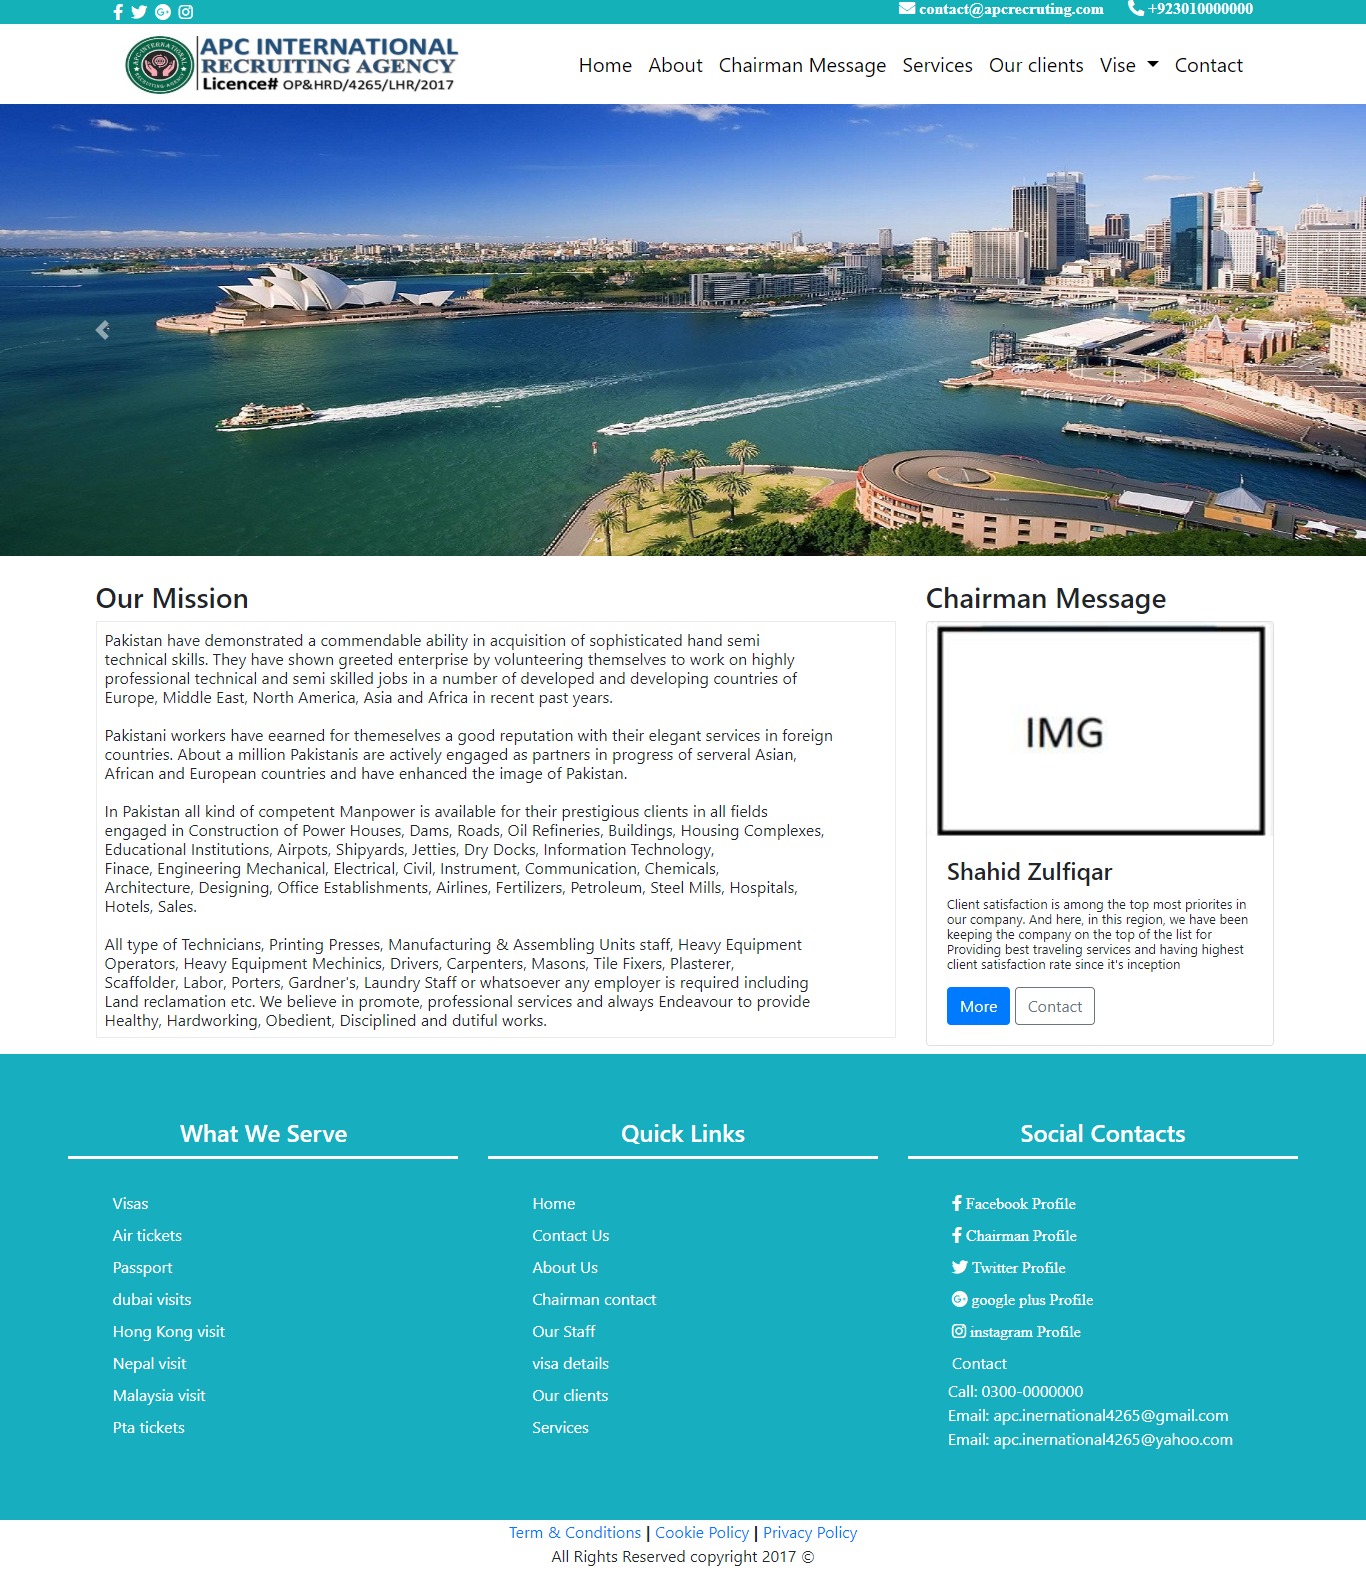 contact@apcrecruting.com +923010000000
APC INTERNATIONAL
RECRUITING AGENCY
Licence# OP&HRD/4265/LHR/2017
Home About Chairman Message Services Our clients Vise Contact
Our Mission
Pakistan have demonstrated a commendable ability in acquisition of sophisticated hand semi
technical skills. They have shown greeted enterprise by volunteering themselves to work on highly
professional technical and semi skilled jobs in a number of developed and developing countries of
Europe, Middle East, North America, Asia and Africa in recent past years.
Pakistani workers have eearned for themeselves a good reputation with their elegant services in foreign
countries. About a million Pakistanis are actively engaged as partners in progress of serveral Asian,
African and European countries and have enhanced the image of Pakistan.
In Pakistan all kind of competent Manpower is available for their prestigious clients in all fields
engaged in Construction of Power Houses, Dams, Roads, Oil Refineries, Buildings, Housing Complexes,
Educational Institutions, Airpots, Shipyards, Jetties, Dry Docks, Information Technology,
Finace, Engineering Mechanical, Electrical, Civil, Instrument, Communication, Chemicals,
Architecture, Designing, Office Establishments, Airlines, Fertilizers, Petroleum, Steel Mills, Hospitals,
Hotels, Sales.
All type of Technicians, Printing Presses, Manufacturing & Assembling Units staff, Heavy Equipment
Operators, Heavy Equipment Mechinics, Drivers, Carpenters, Masons, Tile Fixers, Plasterer,
Scaffolder, Labor, Porters, Gardner's, Laundry Staff or whatsoever any employer is required including
Land reclamation etc. We believe in promote, professional services and always Endeavour to provide
Healthy, Hardworking, Obedient, Disciplined and dutiful works.
Chairman Message
IMG
Shahid Zulfiqar
Client satisfaction is among the top most priorites in
our company. And here, in this region, we have been
keeping the company on the top of the list for
Providing best traveling services and having highest
client satisfaction rate since it's inception
More Contact
What We Serve
Visas
Air tickets
Passport
dubai visits
Hong Kong visit
Nepal visit
Malaysia visit
Pta tickets
Quick Links
Home
Contact Us
About Us
Chairman contact
Our Staff
visa details
Our clients
Services
Social Contacts
Facebook Profile
Chairman Profile
Twitter Profile
google plus Profile
instagram Profile
Contact
Call: 0300-0000000
Email: apc.inernational4265@gmail.com
Email: apc.inernational4265@yahoo.com
Term & Conditions | Cookie Policy | Privacy Policy
All Rights Reserved copyright 2017 ©